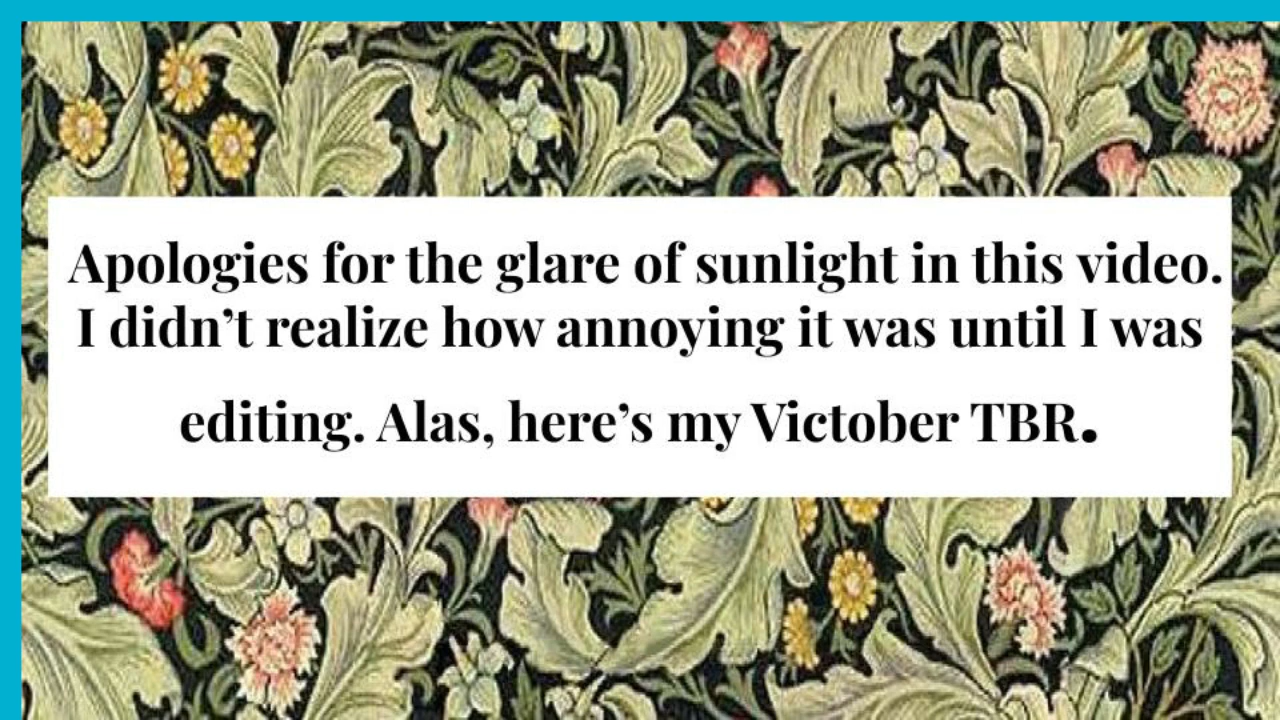 Apologies for the glare of sunlight in this video.
I didn’t realize how annoying it was until I was
editing. Alas, here’s my Victober TBR.